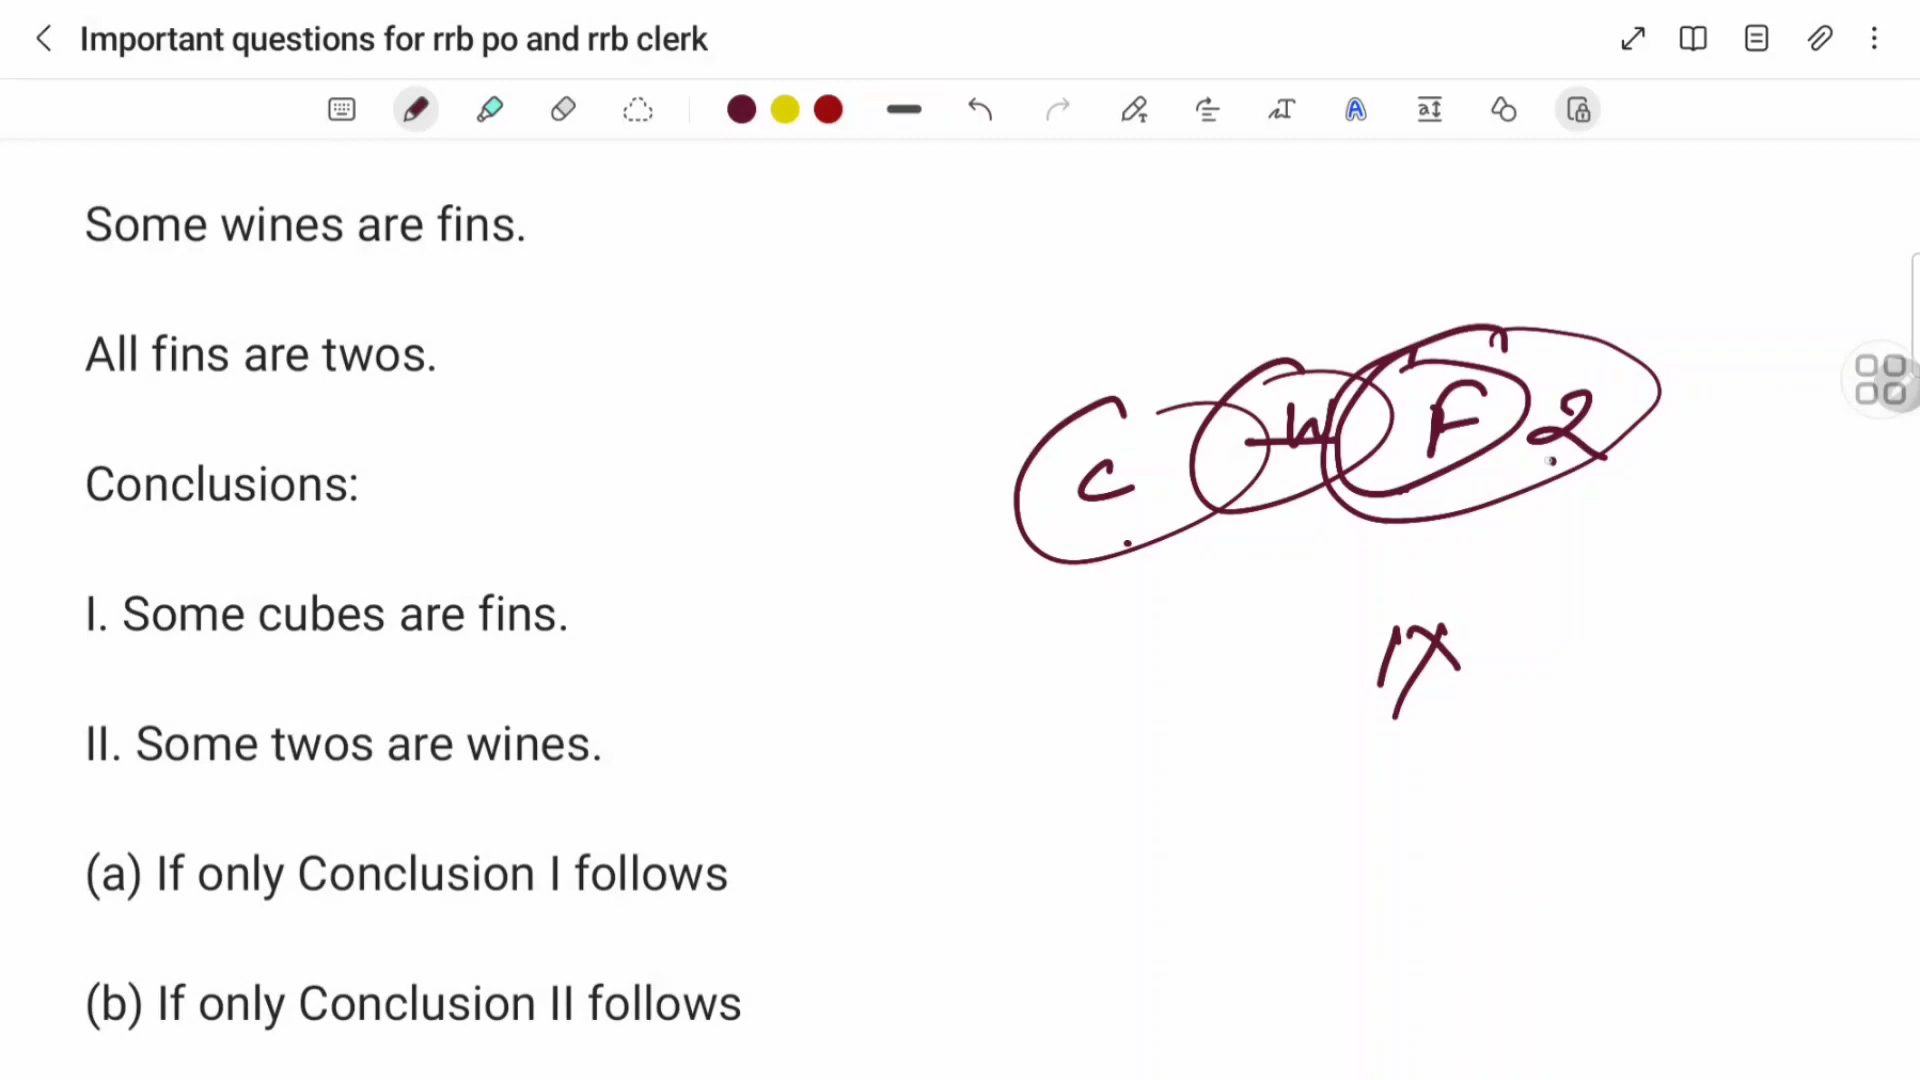 Important questions for rrb po and rrb clerk
Some wines are fins.
All fins are twos.
Conclusions:
I. Some cubes are fins.
II. Some twos are wines.
(a) If only Conclusion I follows
(b) If only Conclusion II follows
C W F 2
1X